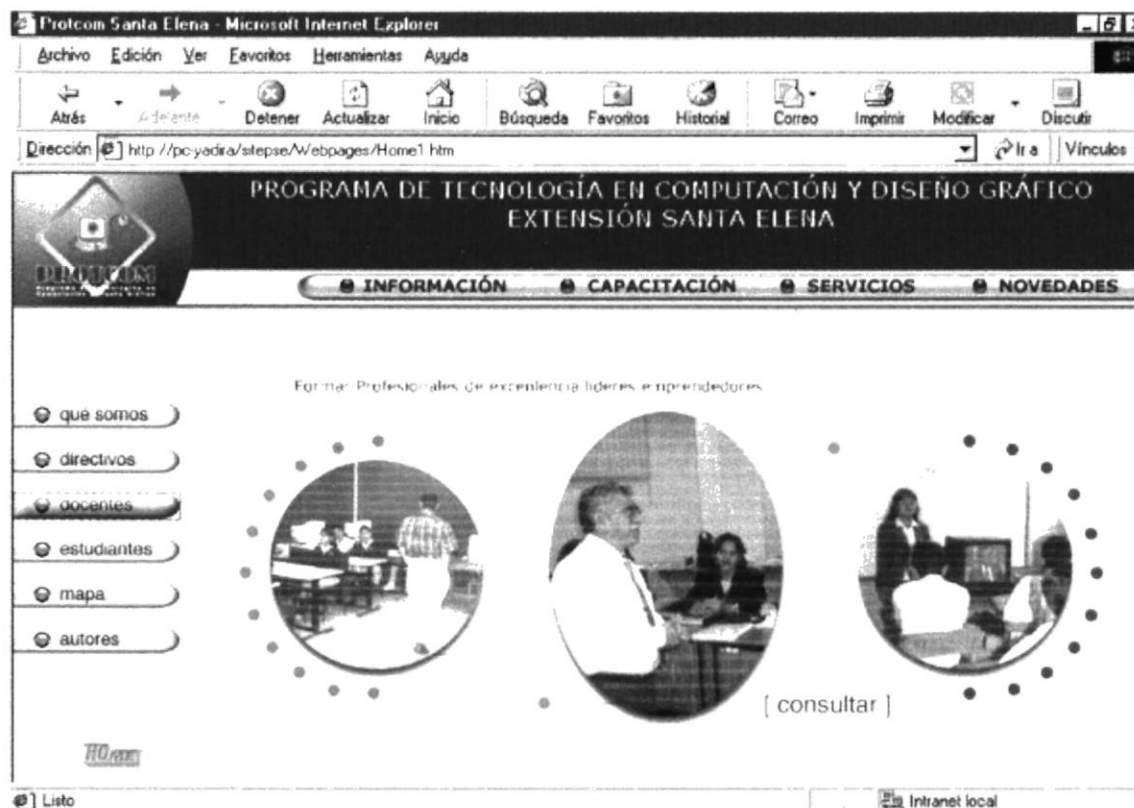 Protcom Santa Elena - Microsoft Internet Explorer
Archivo Edición Ver Favoritos Herramientas Ayuda
Atrás Adelante Detener Actualizar Inicio Búsqueda Favoritos Historial Correo Imprimir Modificar Discutir
Dirección http://pc-yadira/sitepse/Webpages/Home1.htm Ir a Vínculos
PROGRAMA DE TECNOLOGÍA EN COMPUTACIÓN Y DISEÑO GRÁFICO
EXTENSIÓN SANTA ELENA
PROTCOM
INFORMACIÓN CAPACITACIÓN SERVICIOS NOVEDADES
Formar Profesionales de excenlencia lideres emprendedores
qué somos
directivos
docentes
estudiantes
mapa
autores
[ consultar ]
Listo Intranet local